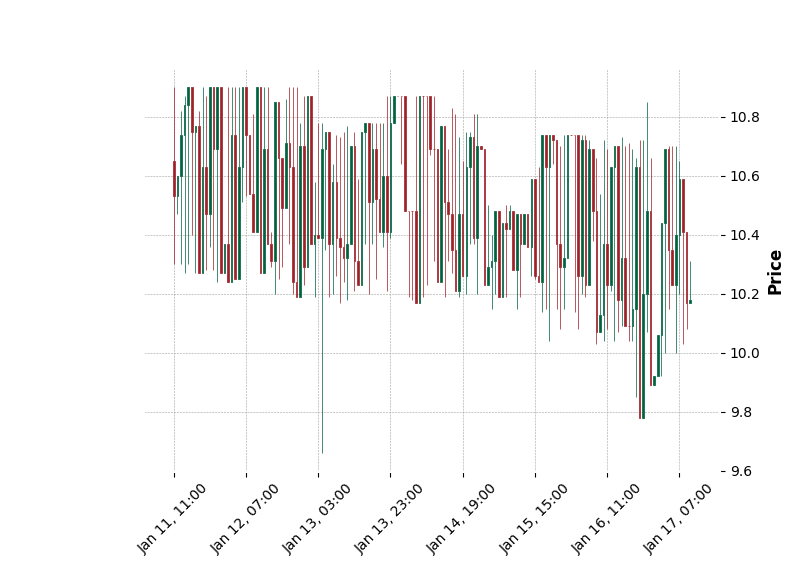 10.8
10.6
10.4
10.2
10.0
9.8
9.6
Price
Jan 11, 11:00
Jan 12, 07:00
Jan 13, 03:00
Jan 13, 23:00
Jan 14, 19:00
Jan 15, 15:00
Jan 16, 11:00
Jan 17, 07:00